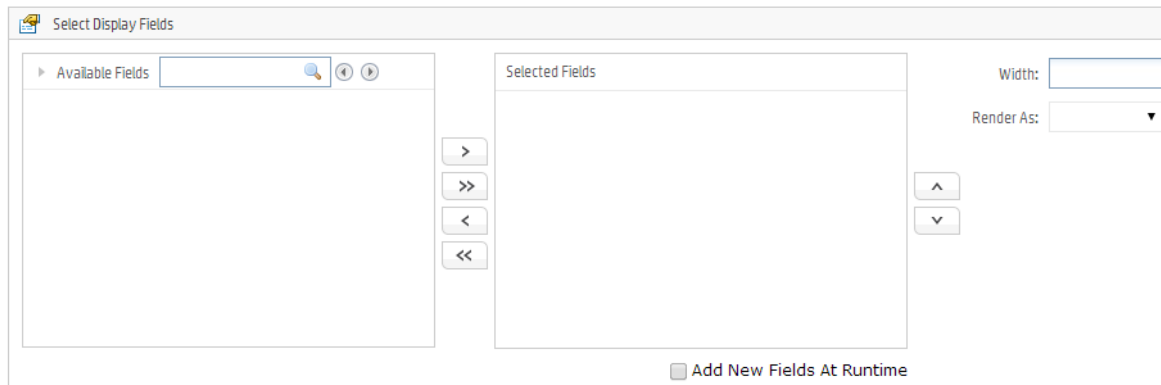 Select Display Fields
Available Fields
Selected Fields
Width:
Render As:
>
>>
<
<<
Add New Fields At Runtime